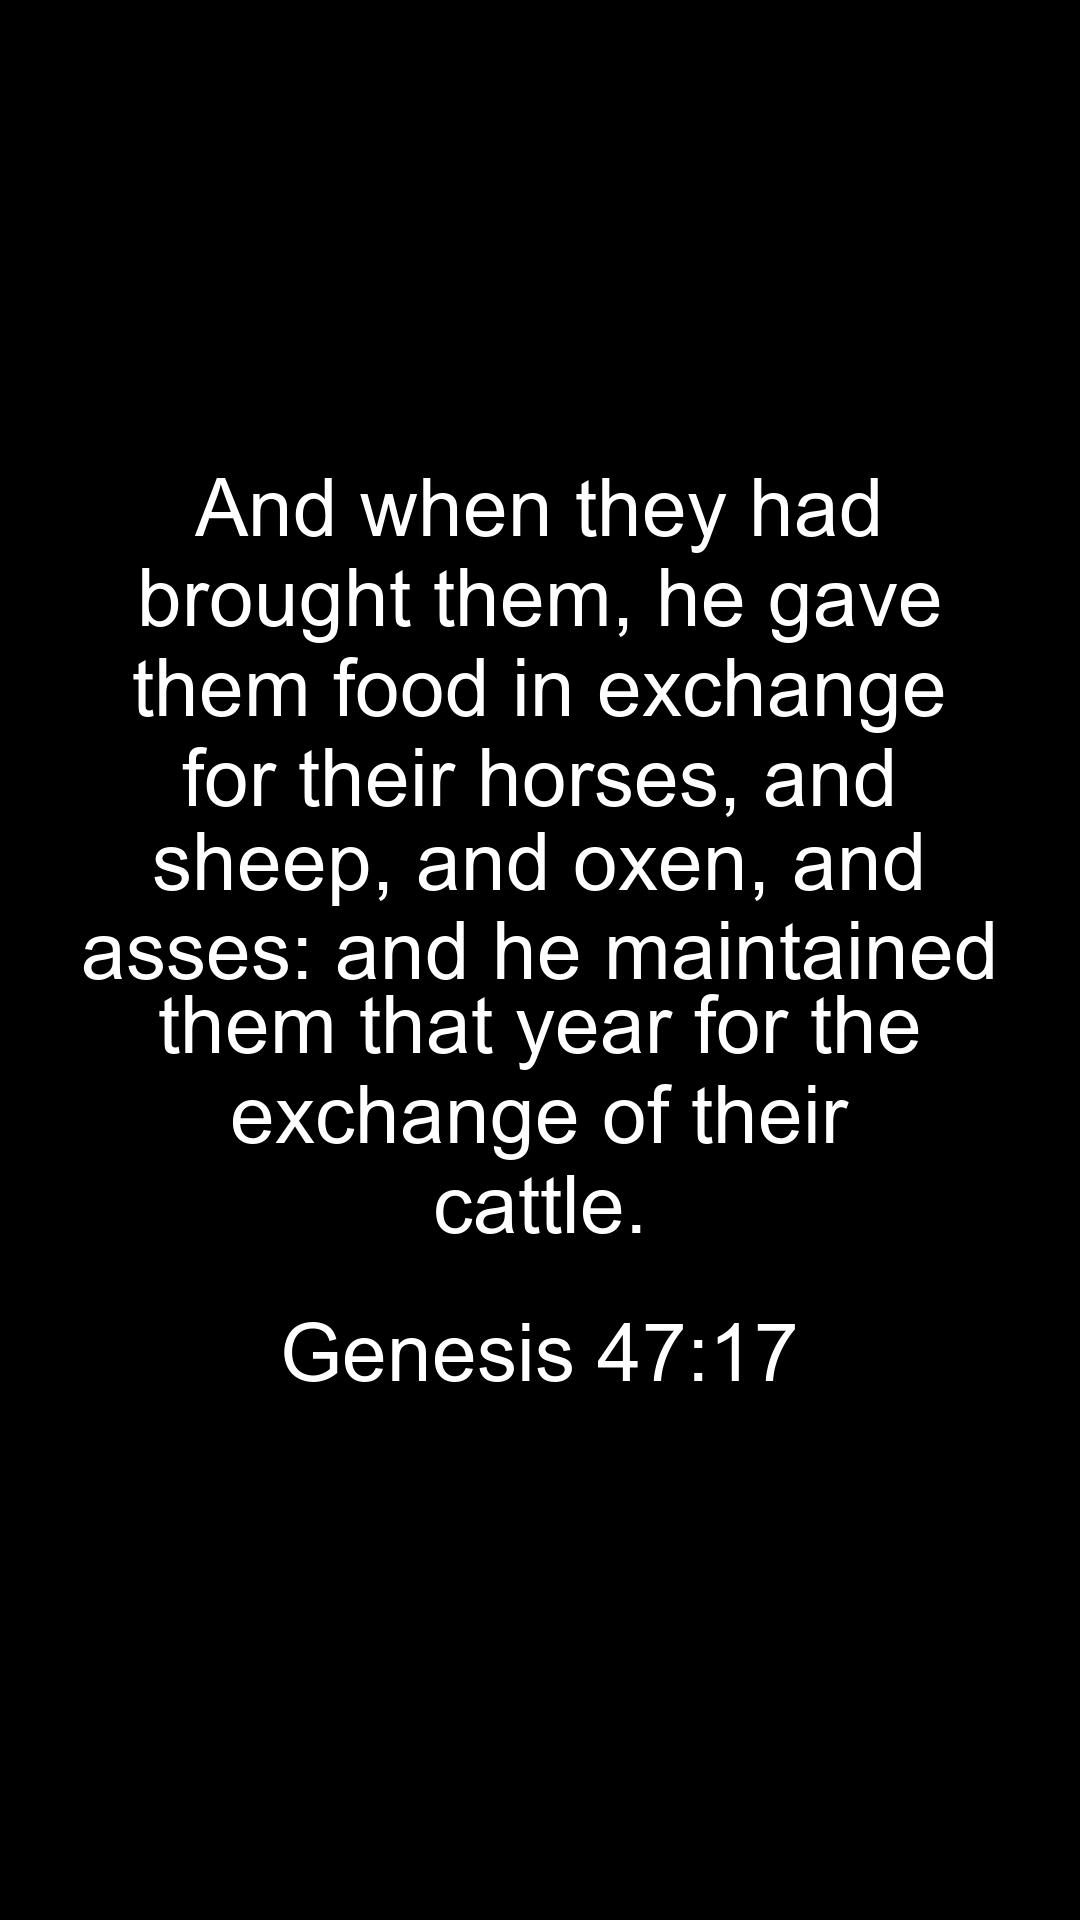 And when they had
brought them, he gave
them food in exchange
for their horses, and
sheep, and oxen, and
asses: and he maintained
them that year for the
exchange of their
cattle.
Genesis 47:17